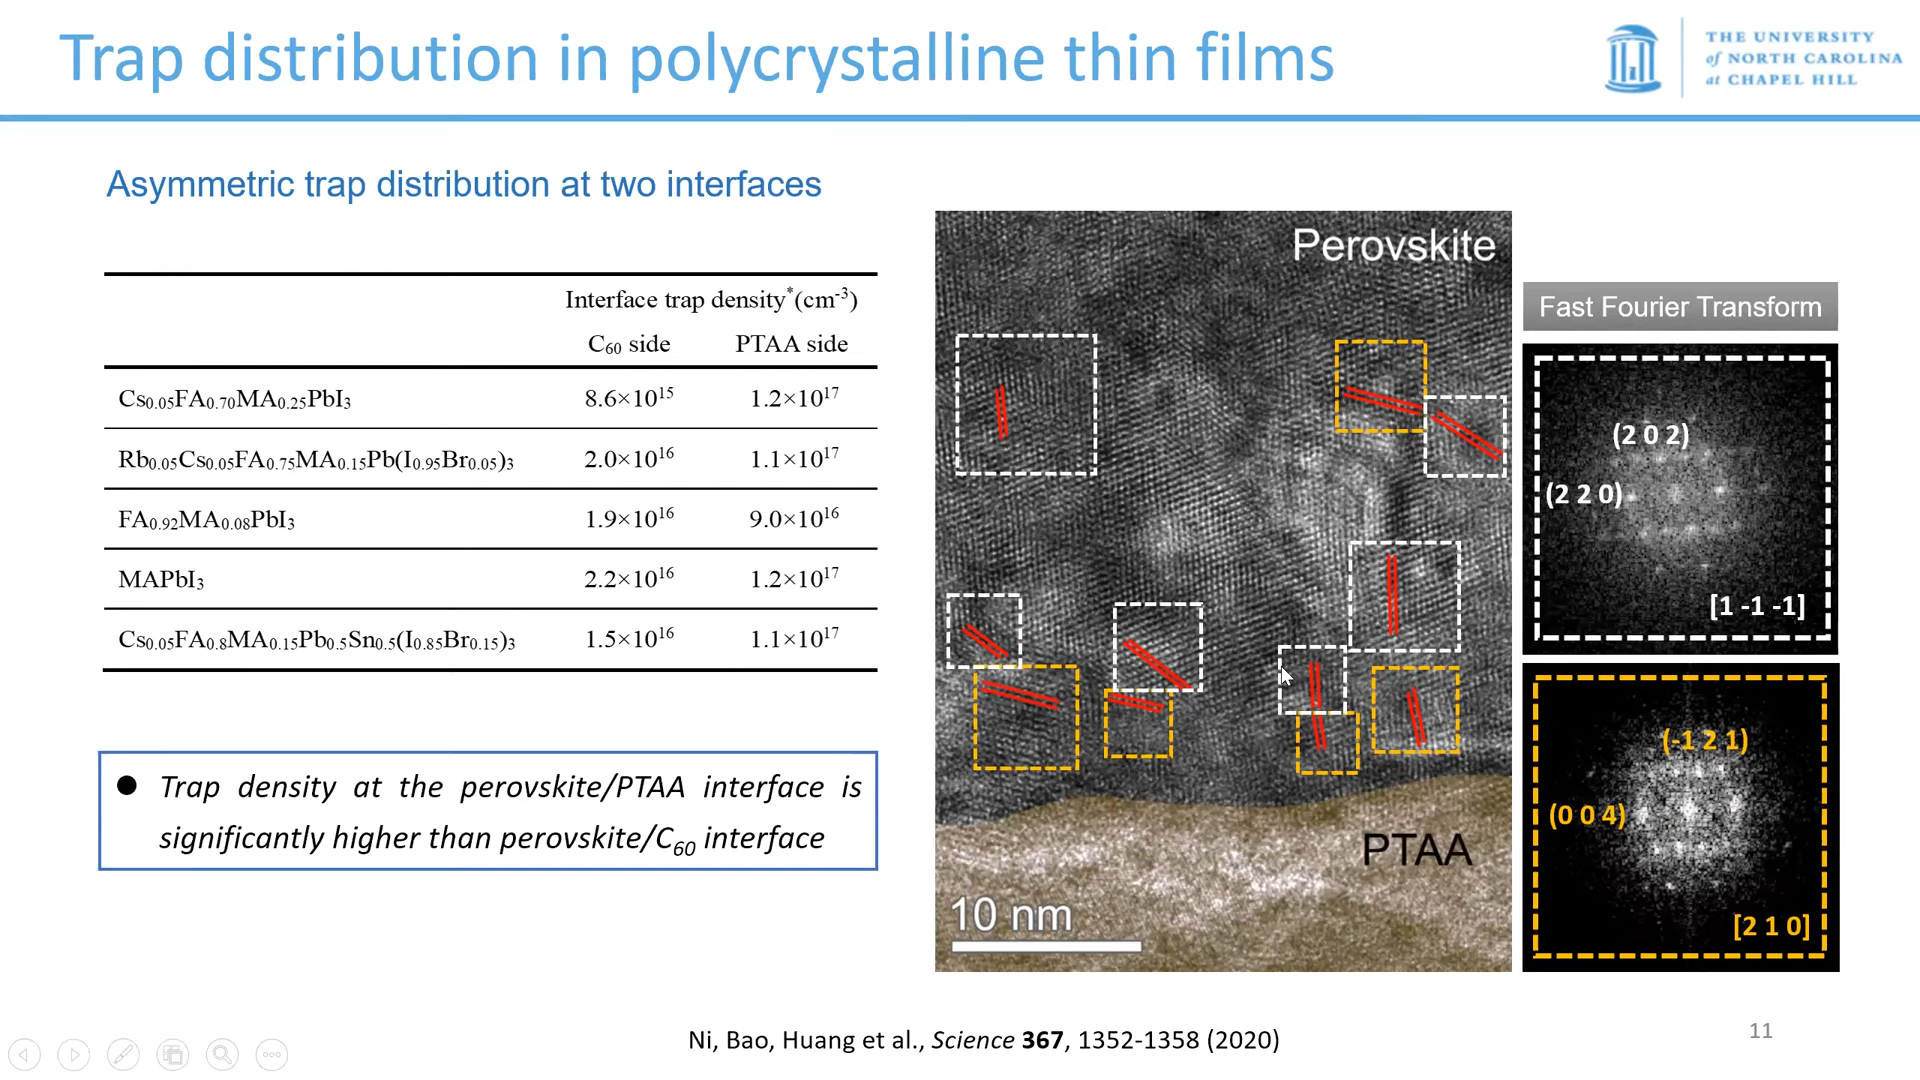 Trap distribution in polycrystalline thin films
THE UNIVERSITY
of NORTH CAROLINA
at CHAPEL HILL
Asymmetric trap distribution at two interfaces
Interface trap density*(cm⁻³)
C₆₀ side PTAA side
Cs₀.₀₅FA₀.₇₀MA₀.₂₅PbI₃ 8.6×10¹⁵ 1.2×10¹⁷
Rb₀.₀₅Cs₀.₀₅FA₀.₇₅MA₀.₁₅Pb(I₀.₉₅Br₀.₀₅)₃ 2.0×10¹⁶ 1.1×10¹⁷
FA₀.₉₂MA₀.₀₈PbI₃ 1.9×10¹⁶ 9.0×10¹⁶
MAPbI₃ 2.2×10¹⁶ 1.2×10¹⁷
Cs₀.₀₅FA₀.₈MA₀.₁₅Pb₀.₅Sn₀.₅(I₀.₈₅Br₀.₁₅)₃ 1.5×10¹⁶ 1.1×10¹⁷
● Trap density at the perovskite/PTAA interface is
significantly higher than perovskite/C₆₀ interface
Perovskite
PTAA
10 nm
Fast Fourier Transform
(2 0 2)
(2 2 0)
[1 -1 -1]
(-1 2 1)
(0 0 4)
[2 1 0]
Ni, Bao, Huang et al., Science 367, 1352-1358 (2020)
11